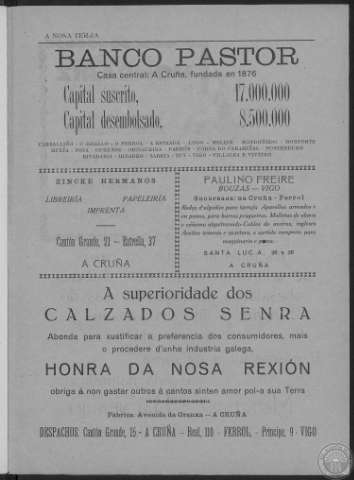 A NOSA TERRA
BANCO PASTOR
Casa central: A Cruña, fundada en 1876
Capital suscrito, 17.000.000
Capital desembolsado, 8.500.000
ZINCKE HERMANOS
LIBRERÍA PAPELERÍA
IMPRENTA
Cantón Grande, 21 - Estrella, 37
A CRUÑA
PAULINO FREIRE
BOUZAS — VIGO
Sucursaes: na Cruña - Ferrol
SANTA LUCÍA,
A CRUÑA
A superioridade dos
CALZADOS SENRA
Abonda para xustificar a preferencia dos consumidores, mais
o procedere d'unha industria galega,
HONRA DA NOSA REXIÓN
obriga á non gastar outros á cantos sinten amor pol-a sua Terra
Fábrica: Avenida da Granxa — A CRUÑA
DESPACHOS: Cantón Grande, 15 - A CRUÑA — Real, 110 - FERROL, - Príncipe, 9 - VIGO